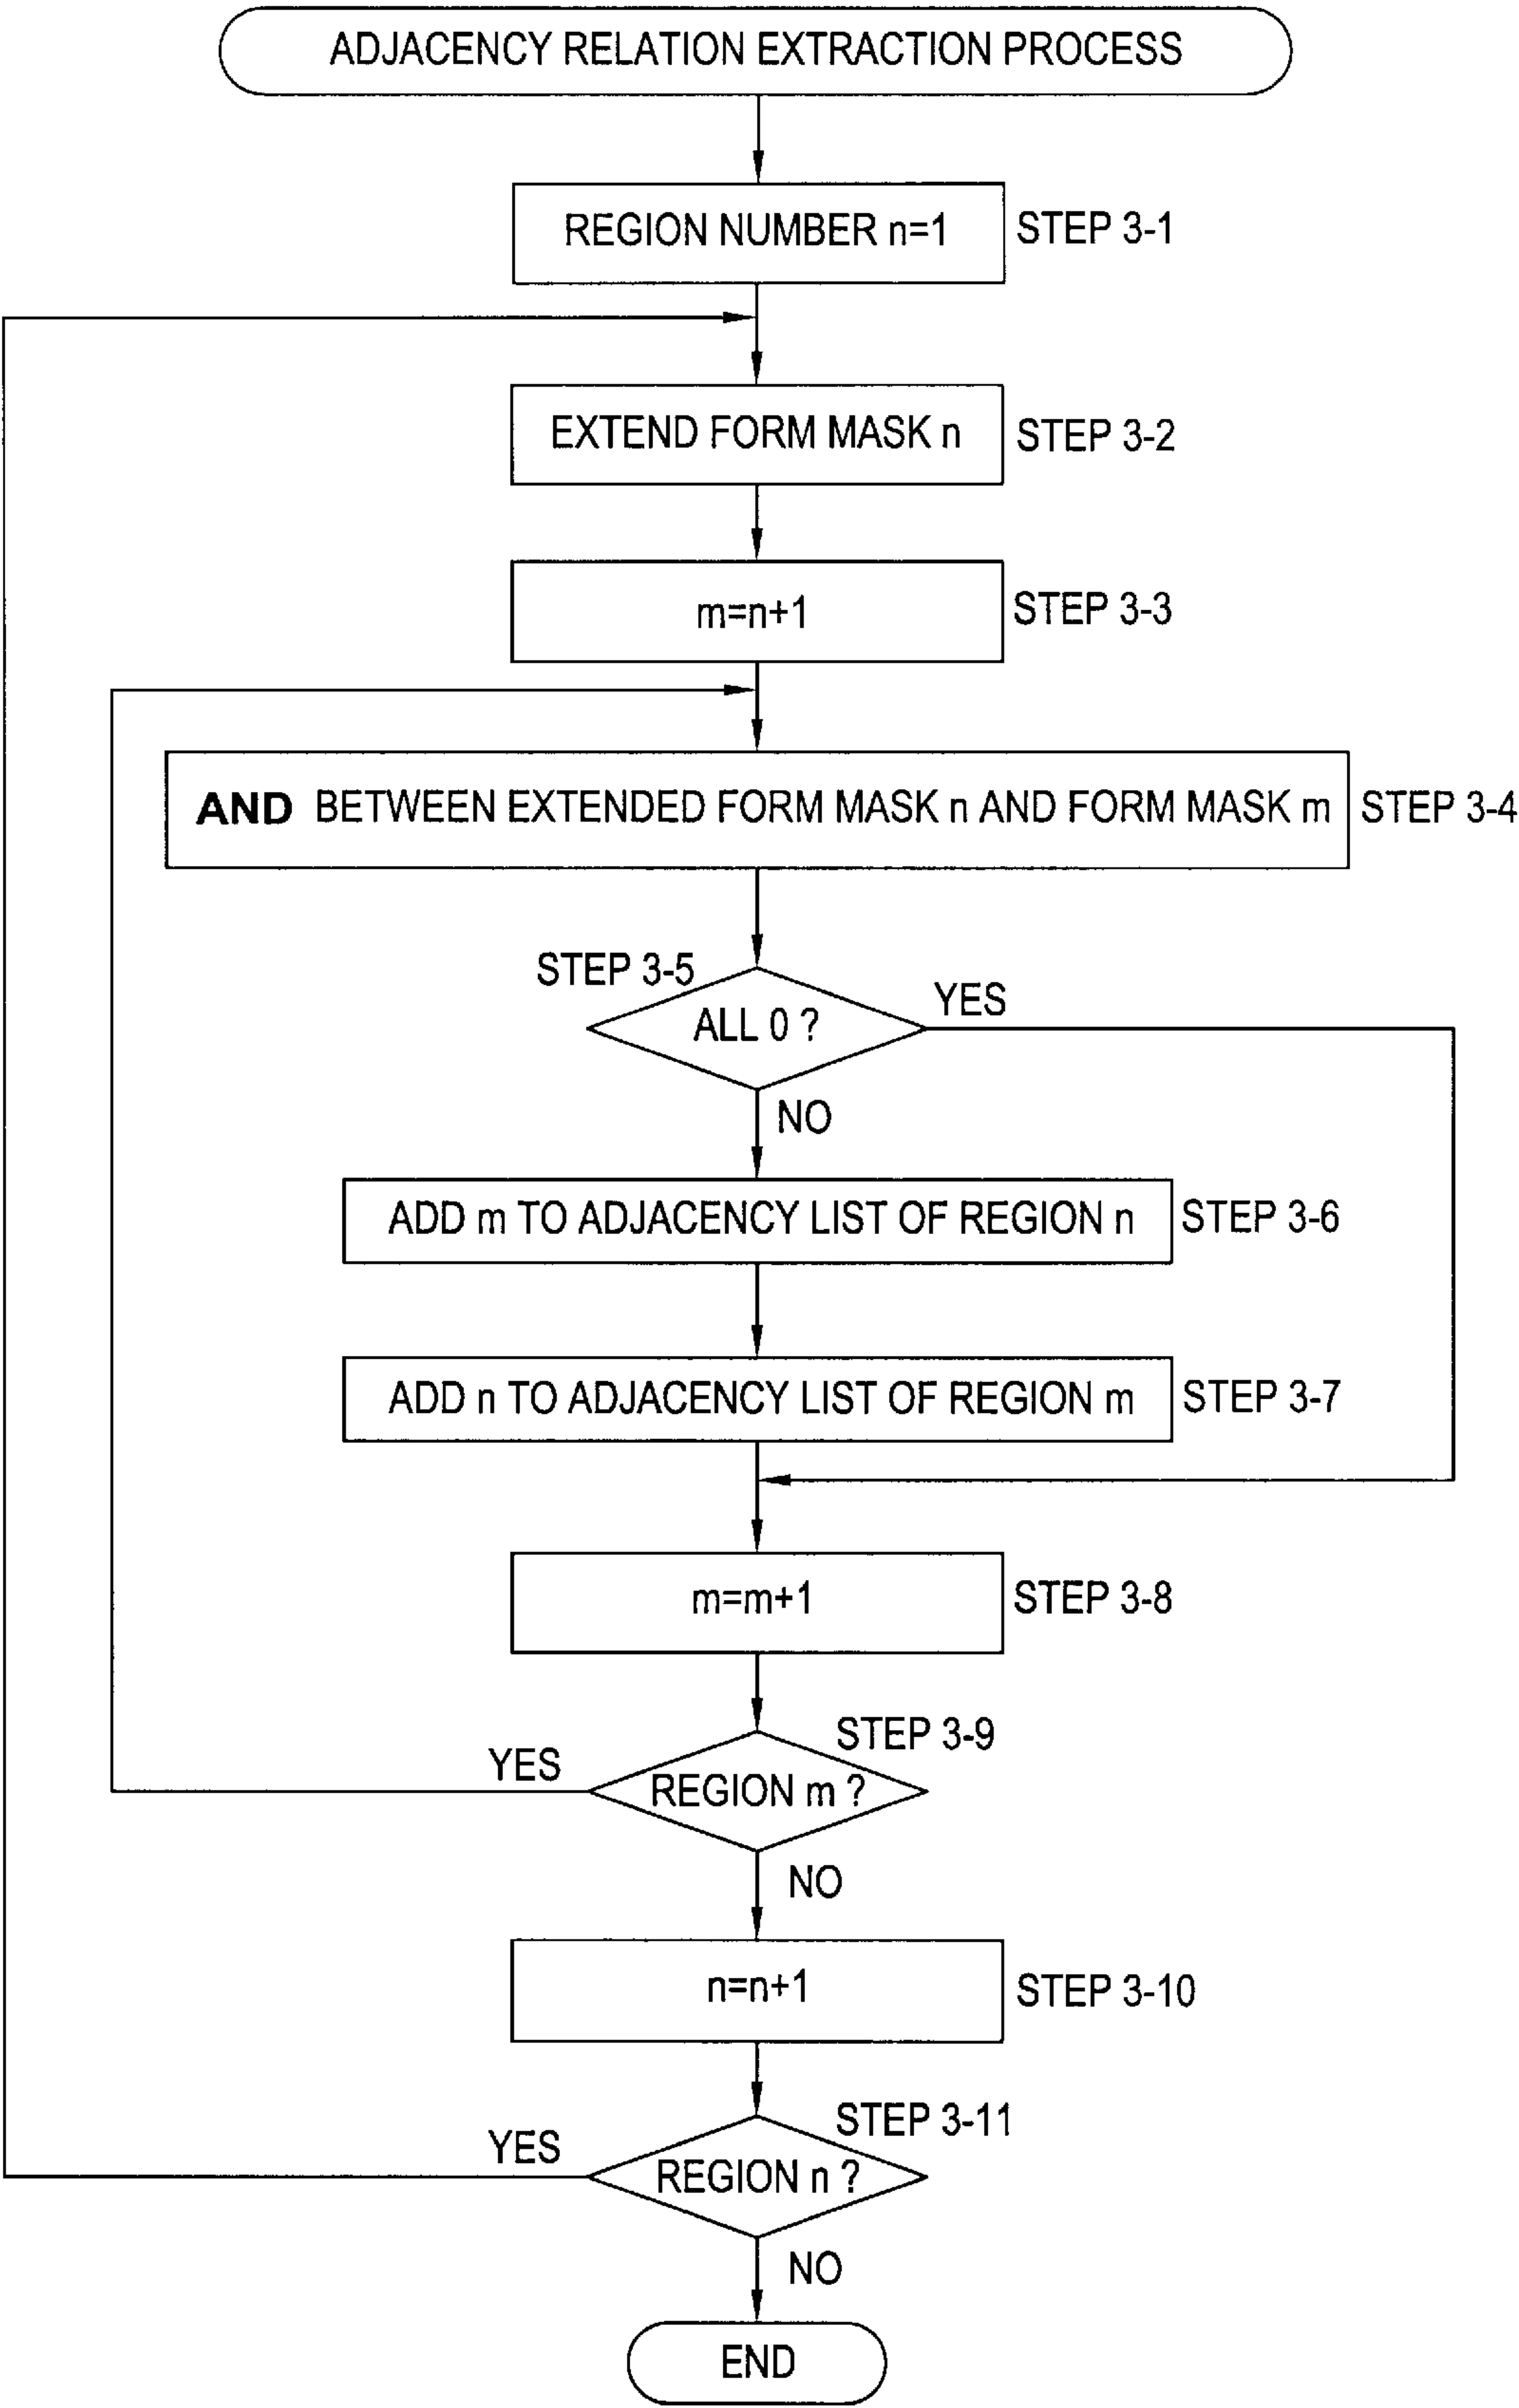 ADJACENCY RELATION EXTRACTION PROCESS
REGION NUMBER n=1
STEP 3-1
EXTEND FORM MASK n
STEP 3-2
m=n+1
STEP 3-3
AND BETWEEN EXTENDED FORM MASK n AND FORM MASK m
STEP 3-4
STEP 3-5
ALL 0 ?
YES
NO
ADD m TO ADJACENCY LIST OF REGION n
STEP 3-6
ADD n TO ADJACENCY LIST OF REGION m
STEP 3-7
m=m+1
STEP 3-8
STEP 3-9
YES
REGION m ?
NO
n=n+1
STEP 3-10
STEP 3-11
YES
REGION n ?
NO
END